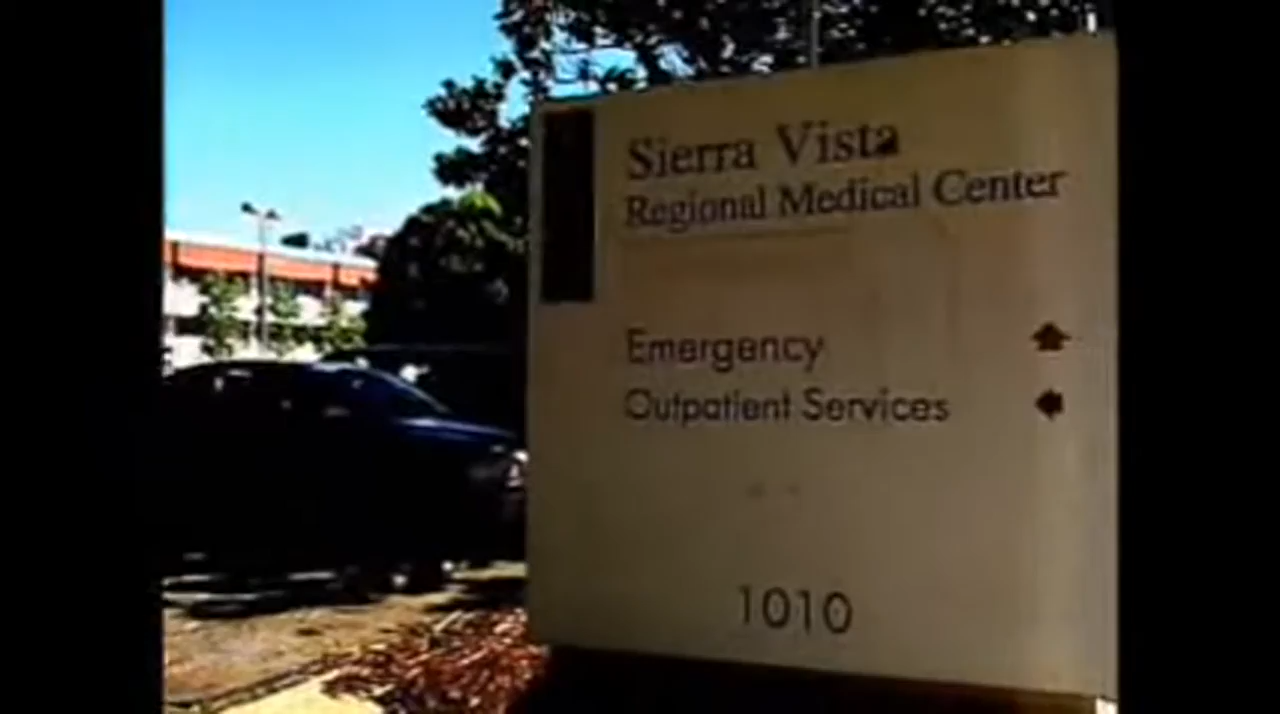 Sierra Vista
Regional Medical Center
Emergency
Outpatient Services
1010